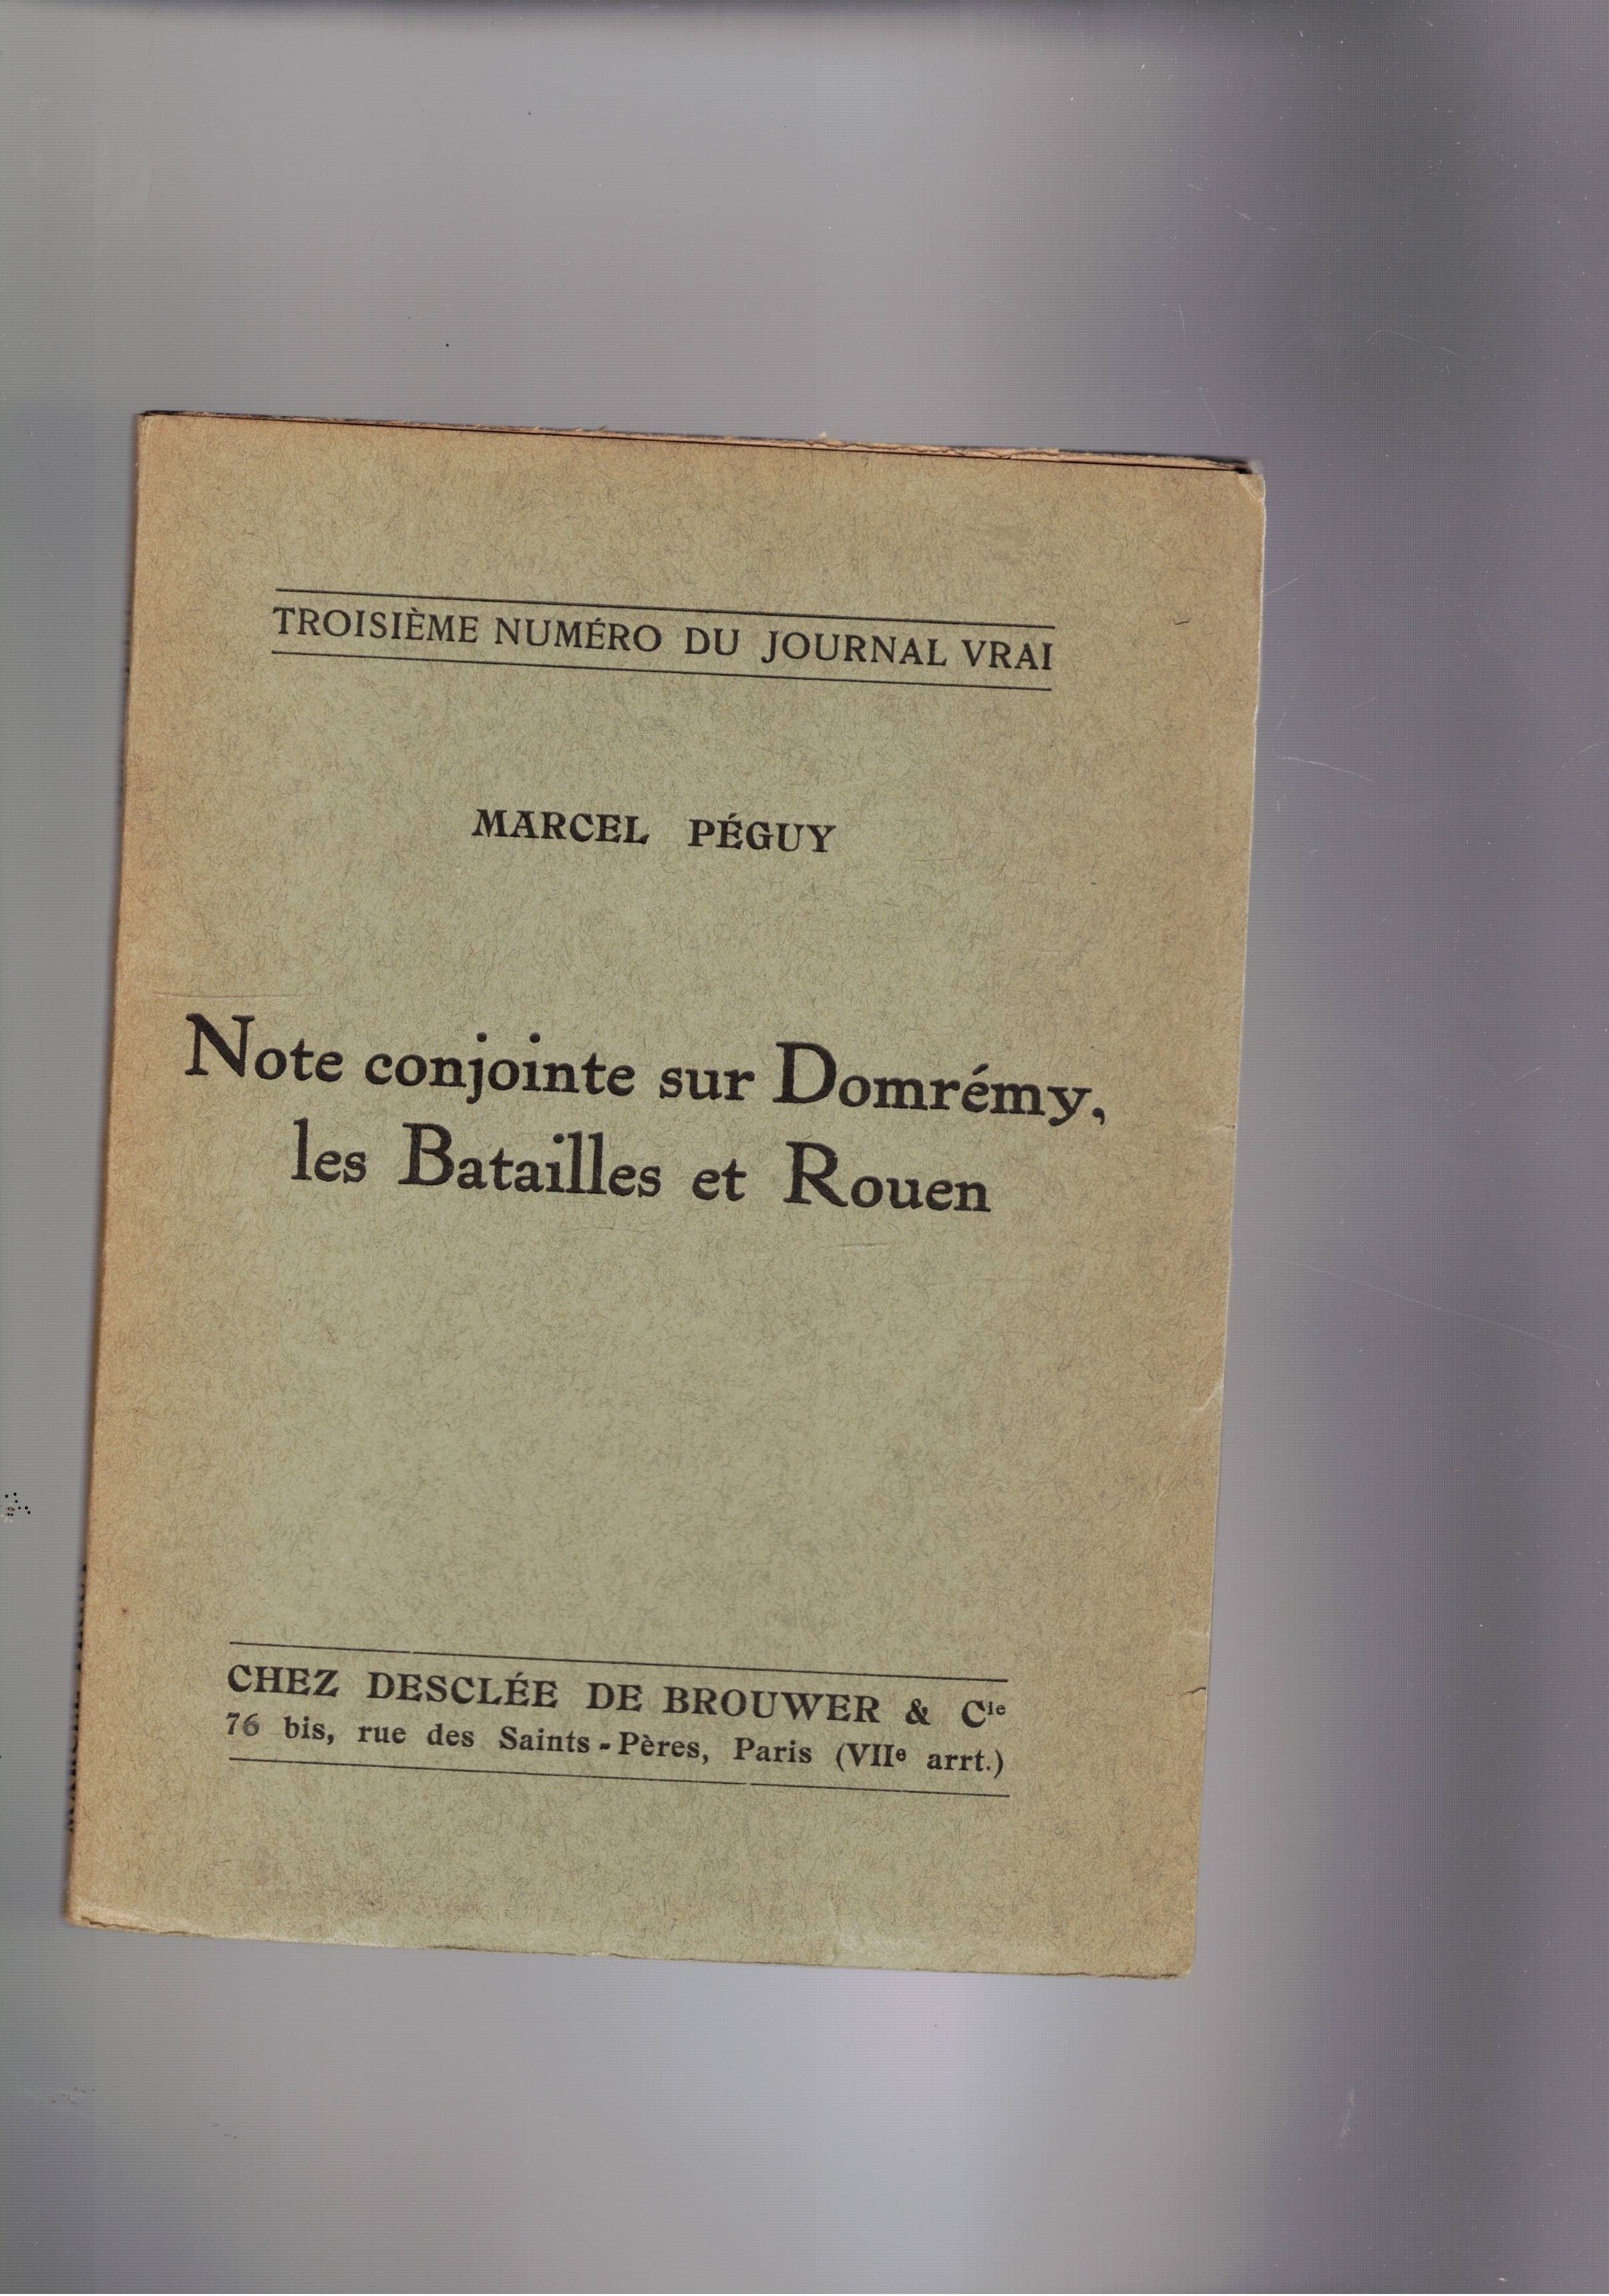 TROISIÈME NUMÉRO DU JOURNAL VRAI
MARCEL PÉGUY
Note conjointe sur Domrémy,
les Batailles et Rouen
CHEZ DESCLÉE DE BROUWER & Cie
76 bis, rue des Saints-Pères, Paris (VIIe arrt.)